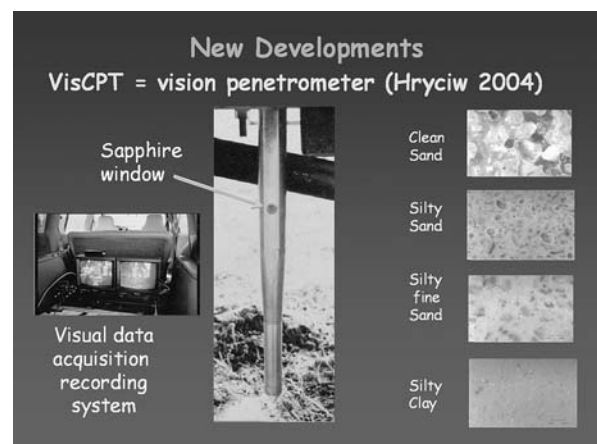 New Developments
VisCPT = vision penetrometer (Hryciw 2004)
Sapphire
window
Visual data
acquisition
recording
system
Clean
Sand
Silty
Sand
Silty
fine
Sand
Silty
Clay